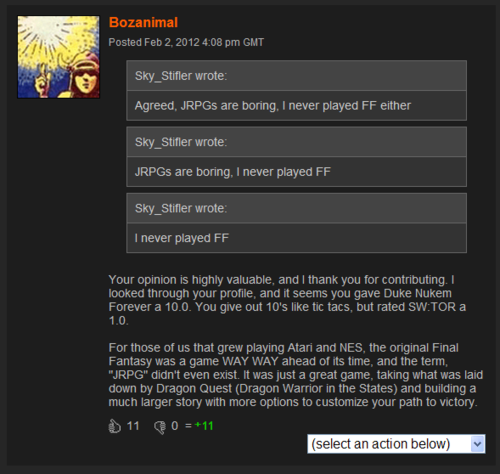 Bozanimal
Posted Feb 2, 2012 4:08 pm GMT
Sky_Stifler wrote:
Agreed, JRPGs are boring, I never played FF either
Sky_Stifler wrote:
JRPGs are boring, I never played FF
Sky_Stifler wrote:
I never played FF
Your opinion is highly valuable, and I thank you for contributing. I
looked through your profile, and it seems you gave Duke Nukem
Forever a 10.0. You give out 10's like tic tacs, but rated SW:TOR a
1.0.
For those of us that grew playing Atari and NES, the original Final
Fantasy was a game WAY WAY ahead of its time, and the term,
"JRPG" didn't even exist. It was just a great game, taking what was laid
down by Dragon Quest (Dragon Warrior in the States) and building a
much larger story with more options to customize your path to victory.
11 0 = +11
(select an action below)